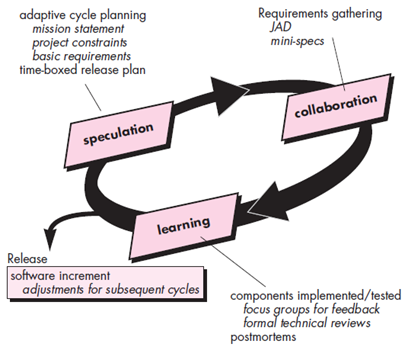 adaptive cycle planning
mission statement
project constraints
basic requirements
time-boxed release plan
Requirements gathering
JAD
mini-specs
speculation
collaboration
learning
Release
software increment
adjustments for subsequent cycles
components implemented/tested
focus groups for feedback
formal technical reviews
postmortems